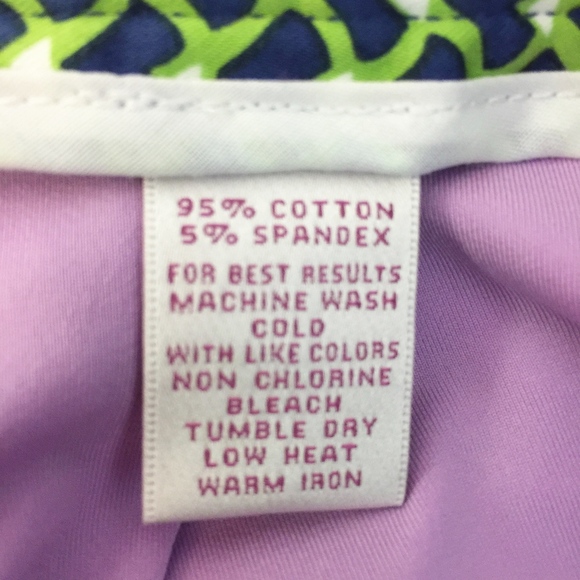 95% COTTON
5% SPANDEX
FOR BEST RESULTS
MACHINE WASH
COLD
WITH LIKE COLORS
NON CHLORINE
BLEACH
TUMBLE DRY
LOW HEAT
WARM IRON